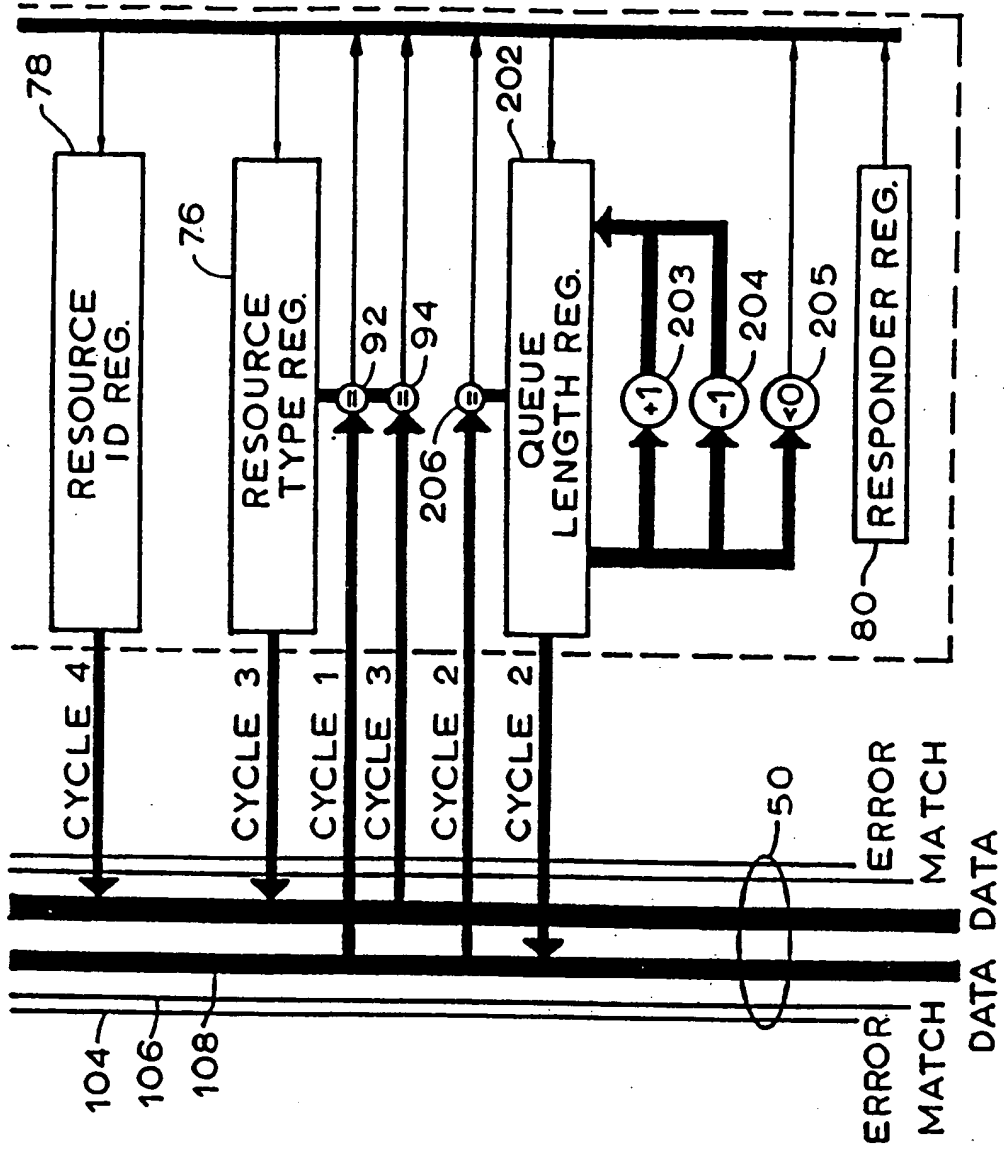 78
RESOURCE
ID REG.
CYCLE 4
104
106
108
76
RESOURCE
TYPE REG.
CYCLE 3
CYCLE 1
= 92
CYCLE 3
= 94
206 =
CYCLE 2
202
QUEUE
LENGTH REG.
CYCLE 2
+1 203
-1 204
<0 205
50
80 RESPONDER REG.
ERROR
MATCH
DATA
ERROR
MATCH
DATA